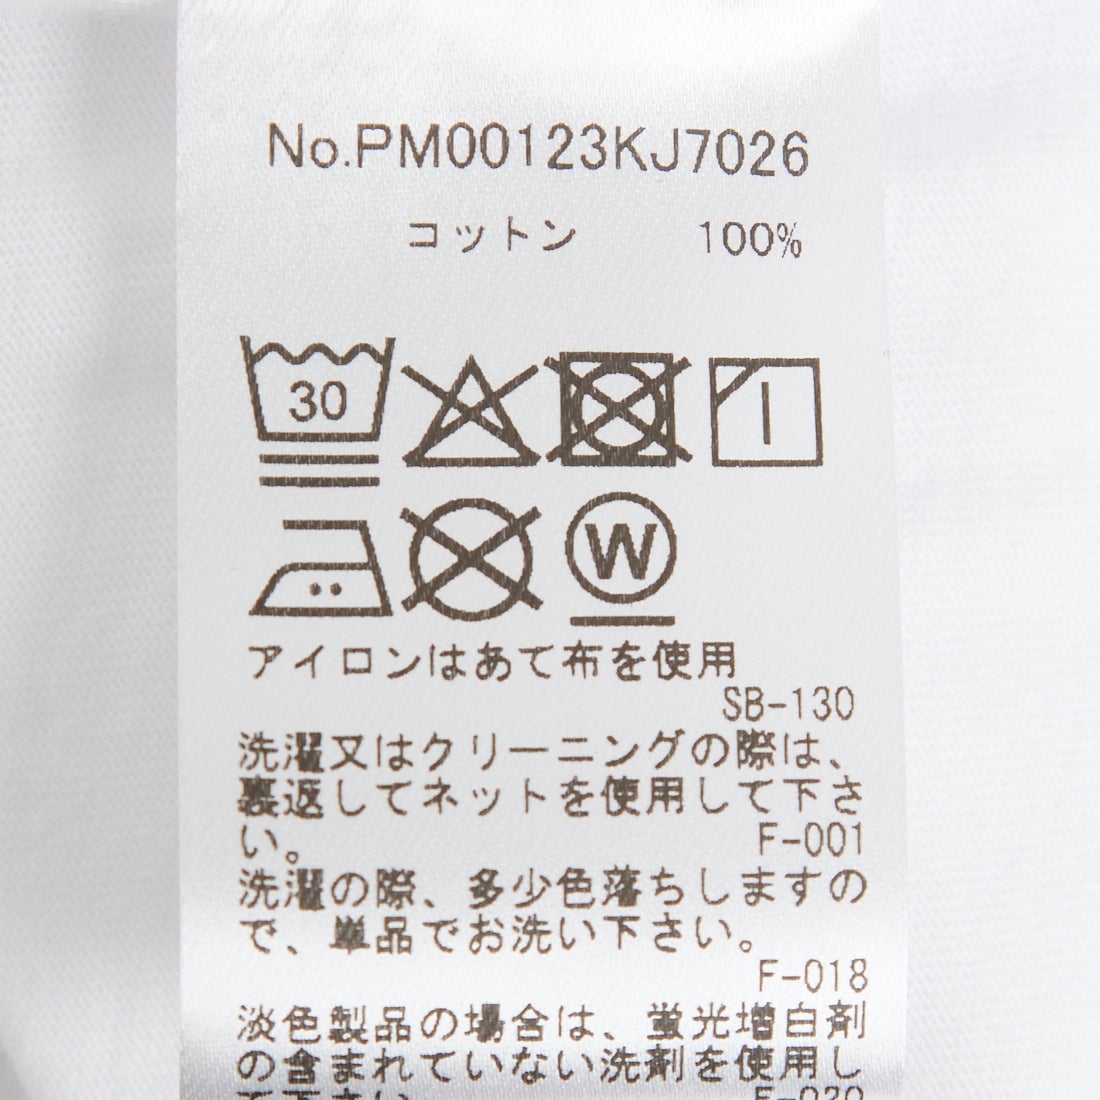 No.PM00123KJ7026
コットン 100%
30
W
アイロンはあて布を使用
SB-130
洗濯又はクリーニングの際は、
裏返してネットを使用して下さ
い。 F-001
洗濯の際、多少色落ちしますの
で、単品でお洗い下さい。
F-018
淡色製品の場合は、蛍光増白剤
の含まれていない洗剤を使用し
て下さい。 F-020